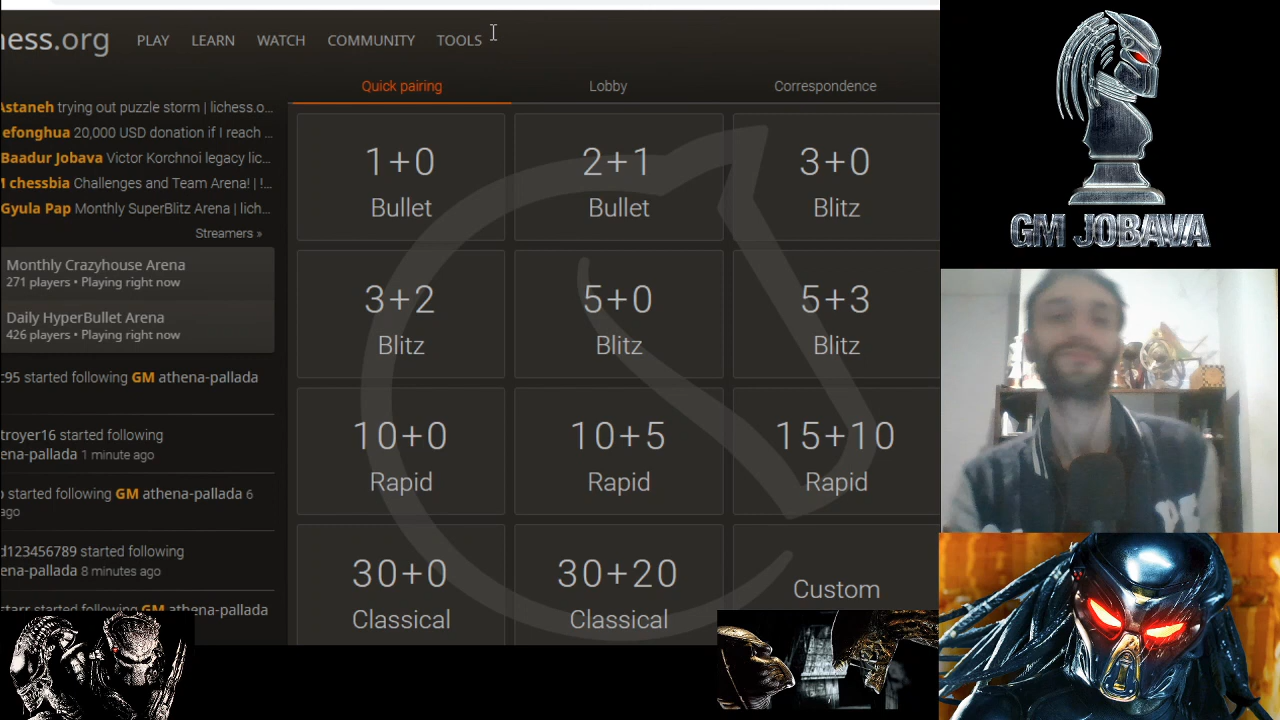 ness.org
PLAY LEARN WATCH COMMUNITY TOOLS
Quick pairing Lobby Correspondence
Astaneh trying out puzzle storm | lichess.o...
efonghua 20,000 USD donation if I reach ...
Baadur Jobava Victor Korchnoi legacy lic...
M chessbia Challenges and Team Arena! | !...
Gyula Pap Monthly SuperBlitz Arena | lich...
Streamers »
Monthly Crazyhouse Arena
271 players • Playing right now
Daily HyperBullet Arena
426 players • Playing right now
c95 started following GM athena-pallada
troyer16 started following
ena-pallada 1 minute ago
o started following GM athena-pallada 6
ago
d123456789 started following
ena-pallada 8 minutes ago
starr started following GM athena-pallada
1+0
Bullet
2+1
Bullet
3+0
Blitz
3+2
Blitz
5+0
Blitz
5+3
Blitz
10+0
Rapid
10+5
Rapid
15+10
Rapid
30+0
Classical
30+20
Classical
Custom
GM JOBAVA